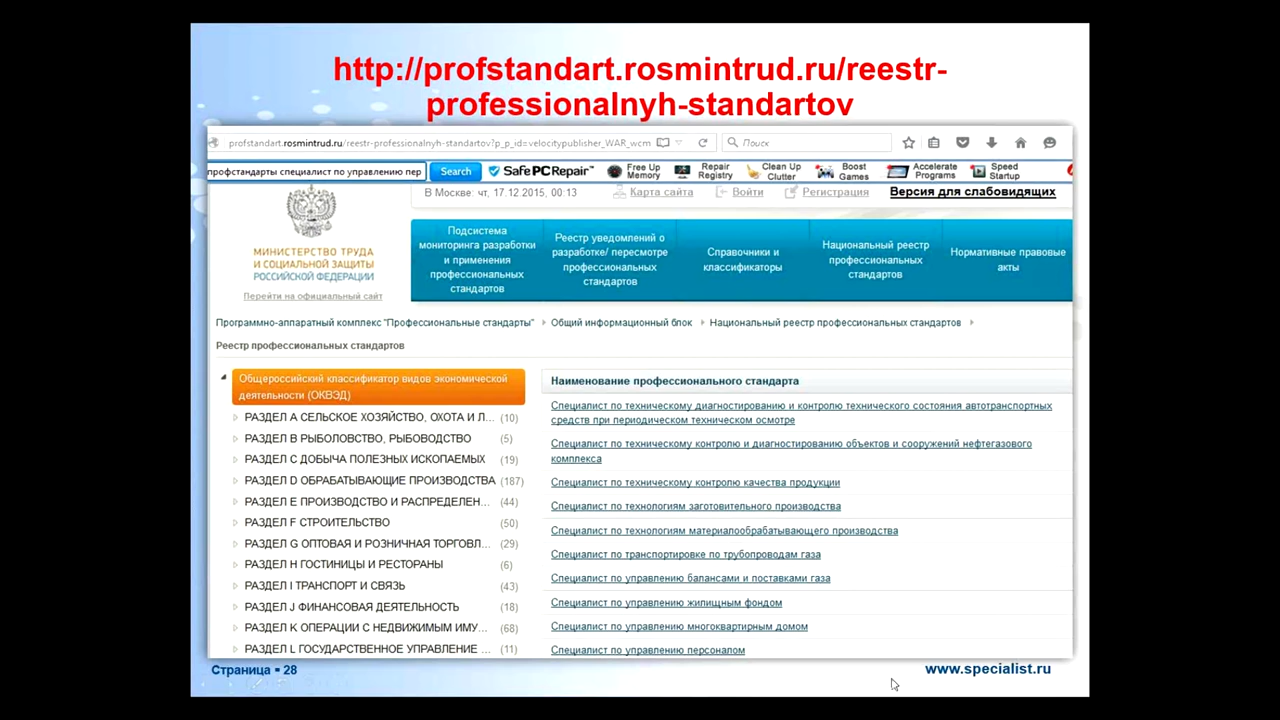 http://profstandart.rosmintrud.ru/reestr-
professionalnyh-standartov
profstandart.rosmintrud.ru/reestr-professionalnyh-standartov?p_p_id=velocitypublisher_WAR_wcm
Поиск
профстандарты специалист по управлению пер
Search
SafePCRepair™
Free Up
Memory
Repair
Registry
Clean Up
Clutter
Boost
Games
Accelerate
Programs
Speed
Startup
В Москве: чт, 17.12.2015, 00:13
Карта сайта
Войти
Регистрация
Версия для слабовидящих
МИНИСТЕРСТВО ТРУДА
И СОЦИАЛЬНОЙ ЗАЩИТЫ
РОССИЙСКОЙ ФЕДЕРАЦИИ
Перейти на официальный сайт
Подсистема
мониторинга разработки
и применения
профессиональных
стандартов
Реестр уведомлений о
разработке/ пересмотре
профессиональных
стандартов
Справочники и
классификаторы
Национальный реестр
профессиональных
стандартов
Нормативные правовые
акты
Программно-аппаратный комплекс "Профессиональные стандарты"
Общий информационный блок
Национальный реестр профессиональных стандартов
Реестр профессиональных стандартов
Общероссийский классификатор видов экономической
деятельности (ОКВЭД)
РАЗДЕЛ A СЕЛЬСКОЕ ХОЗЯЙСТВО, ОХОТА И Л... (10)
РАЗДЕЛ B РЫБОЛОВСТВО, РЫБОВОДСТВО (5)
РАЗДЕЛ C ДОБЫЧА ПОЛЕЗНЫХ ИСКОПАЕМЫХ (19)
РАЗДЕЛ D ОБРАБАТЫВАЮЩИЕ ПРОИЗВОДСТВА (187)
РАЗДЕЛ E ПРОИЗВОДСТВО И РАСПРЕДЕЛЕН... (44)
РАЗДЕЛ F СТРОИТЕЛЬСТВО (50)
РАЗДЕЛ G ОПТОВАЯ И РОЗНИЧНАЯ ТОРГОВЛ... (29)
РАЗДЕЛ H ГОСТИНИЦЫ И РЕСТОРАНЫ (6)
РАЗДЕЛ I ТРАНСПОРТ И СВЯЗЬ (43)
РАЗДЕЛ J ФИНАНСОВАЯ ДЕЯТЕЛЬНОСТЬ (18)
РАЗДЕЛ K ОПЕРАЦИИ С НЕДВИЖИМЫМ ИМУ... (68)
РАЗДЕЛ L ГОСУДАРСТВЕННОЕ УПРАВЛЕНИЕ ... (11)
Наименование профессионального стандарта
Специалист по техническому диагностированию и контролю технического состояния автотранспортных
средств при периодическом техническом осмотре
Специалист по техническому контролю и диагностированию объектов и сооружений нефтегазового
комплекса
Специалист по техническому контролю качества продукции
Специалист по технологиям заготовительного производства
Специалист по технологиям материалообрабатывающего производства
Специалист по транспортировке по трубопроводам газа
Специалист по управлению балансами и поставками газа
Специалист по управлению жилищным фондом
Специалист по управлению многоквартирным домом
Специалист по управлению персоналом
Страница ▪ 28
www.specialist.ru